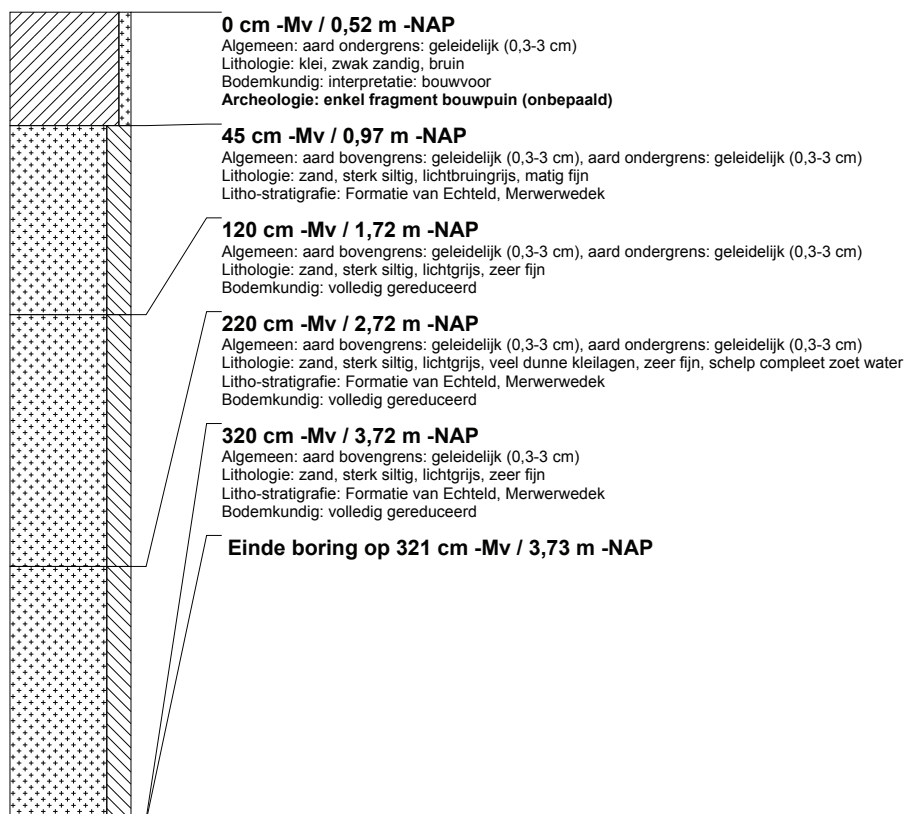 0 cm -Mv / 0,52 m -NAP
Algemeen: aard ondergrens: geleidelijk (0,3-3 cm)
Lithologie: klei, zwak zandig, bruin
Bodemkundig: interpretatie: bouwvoor
Archeologie: enkel fragment bouwpuin (onbepaald)
45 cm -Mv / 0,97 m -NAP
Algemeen: aard bovengrens: geleidelijk (0,3-3 cm), aard ondergrens: geleidelijk (0,3-3 cm)
Lithologie: zand, sterk siltig, lichtbruingrijs, matig fijn
Litho-stratigrafie: Formatie van Echteld, Merwerwedek
120 cm -Mv / 1,72 m -NAP
Algemeen: aard bovengrens: geleidelijk (0,3-3 cm), aard ondergrens: geleidelijk (0,3-3 cm)
Lithologie: zand, sterk siltig, lichtgrijs, zeer fijn
Bodemkundig: volledig gereduceerd
220 cm -Mv / 2,72 m -NAP
Algemeen: aard bovengrens: geleidelijk (0,3-3 cm), aard ondergrens: geleidelijk (0,3-3 cm)
Lithologie: zand, sterk siltig, lichtgrijs, veel dunne kleilagen, zeer fijn, schelp compleet zoet water
Litho-stratigrafie: Formatie van Echteld, Merwerwedek
Bodemkundig: volledig gereduceerd
320 cm -Mv / 3,72 m -NAP
Algemeen: aard bovengrens: geleidelijk (0,3-3 cm)
Lithologie: zand, sterk siltig, lichtgrijs, zeer fijn
Litho-stratigrafie: Formatie van Echteld, Merwerwedek
Bodemkundig: volledig gereduceerd
Einde boring op 321 cm -Mv / 3,73 m -NAP